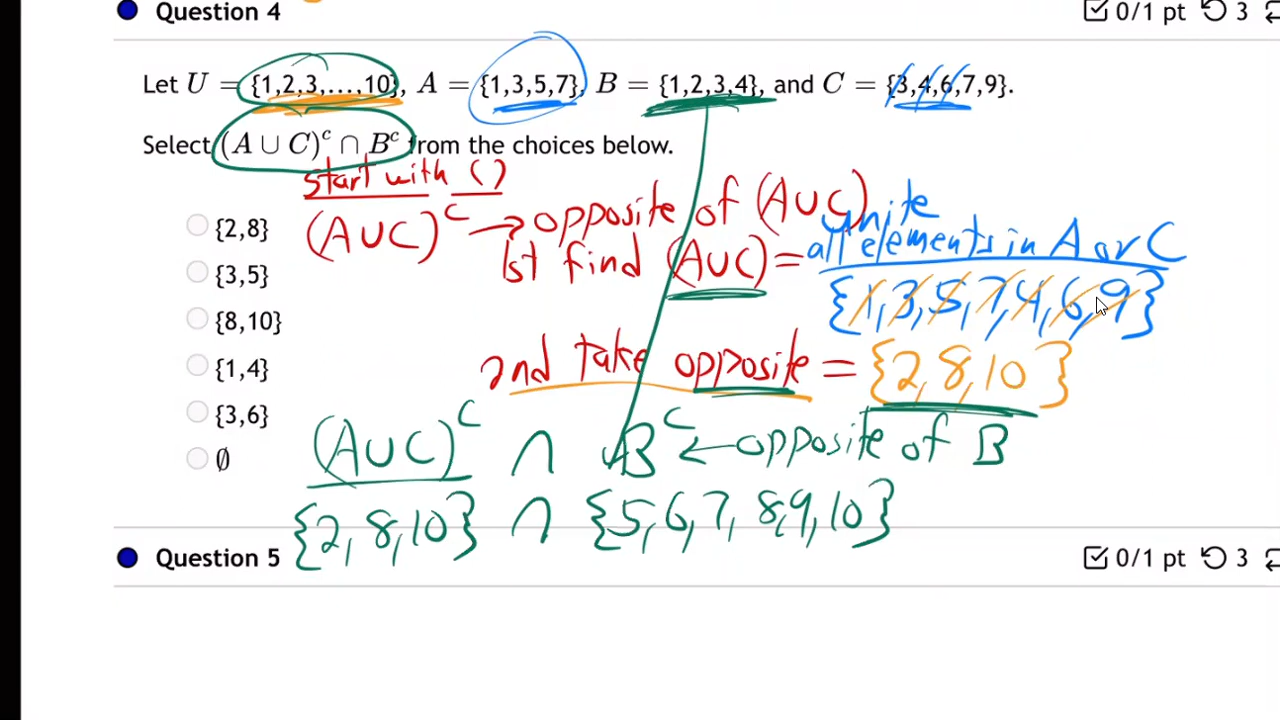 Question 4 0/1 pt 3
Let U = {1,2,3,...,10}, A = {1,3,5,7}, B = {1,2,3,4}, and C = {3,4,6,7,9}.
Select (A ∪ C)ᶜ ∩ Bᶜ from the choices below.
start with ( )
(A∪C)ᶜ → opposite of (A∪C)
unite
1st find (A∪C) = all elements in A or C
{1,3,5,7,4,6,9}
2nd take opposite = {2,8,10}
{2,8}
{3,5}
{8,10}
{1,4}
{3,6}
∅
(A∪C)ᶜ ∩ Bᶜ ← opposite of B
{2,8,10} ∩ {5,6,7,8,9,10}
Question 5 0/1 pt 3